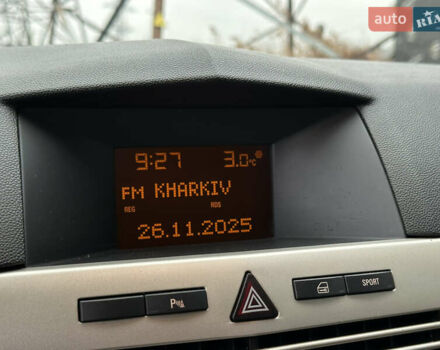 auto RIA
9:27 3.0°C
FM KHARKIV
REG RDS
26.11.2025
P
SPORT